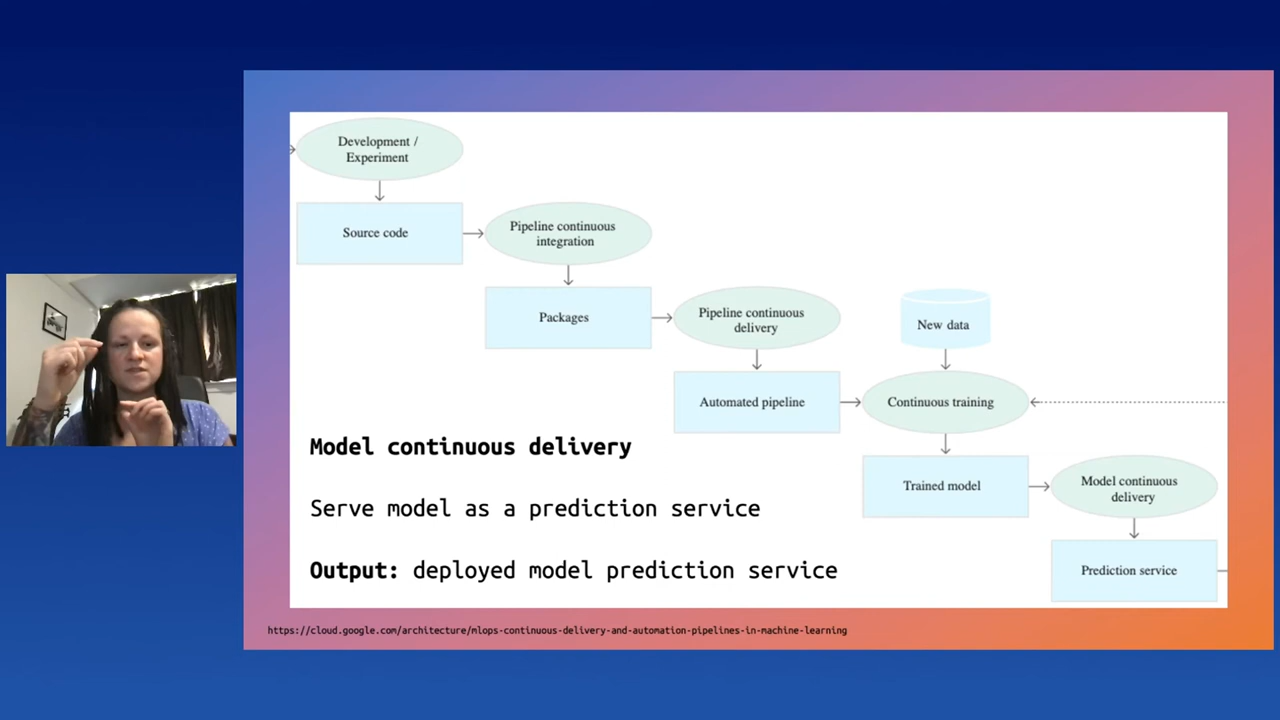 Development /
Experiment
Source code
Pipeline continuous
integration
Packages
Pipeline continuous
delivery
New data
Automated pipeline
Continuous training
Model continuous delivery
Trained model
Model continuous
delivery
Serve model as a prediction service
Output: deployed model prediction service
Prediction service
https://cloud.google.com/architecture/mlops-continuous-delivery-and-automation-pipelines-in-machine-learning